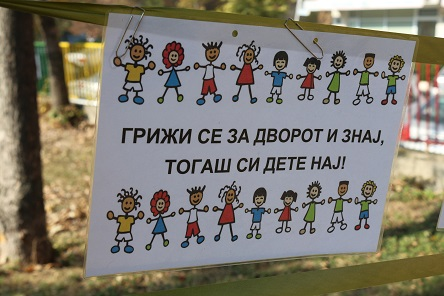 ГРИЖИ СЕ ЗА ДВОРОТ И ЗНАЈ,
ТОГАШ СИ ДЕТЕ НАЈ!